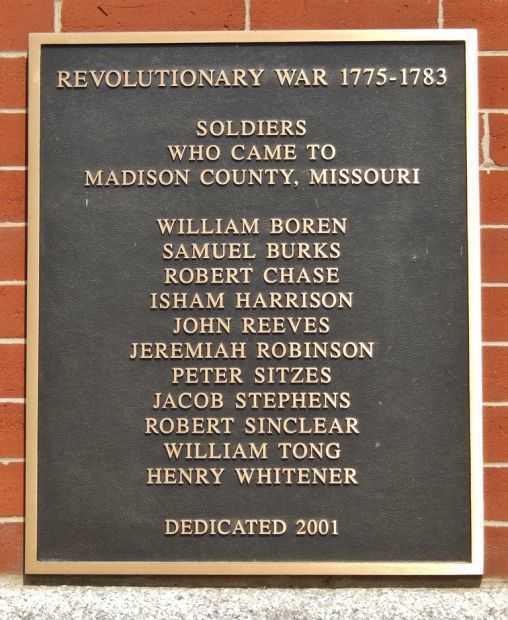 REVOLUTIONARY WAR 1775-1783
SOLDIERS
WHO CAME TO
MADISON COUNTY, MISSOURI
WILLIAM BOREN
SAMUEL BURKS
ROBERT CHASE
ISHAM HARRISON
JOHN REEVES
JEREMIAH ROBINSON
PETER SITZES
JACOB STEPHENS
ROBERT SINCLEAR
WILLIAM TONG
HENRY WHITENER
DEDICATED 2001